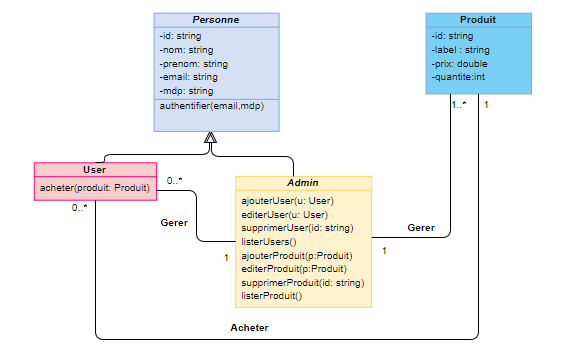 Personne
-id: string
-nom: string
-prenom: string
-email: string
-mdp: string
authentifier(email,mdp)
Produit
-id: string
-label : string
-prix: double
-quantite:int
1..*
1
User
acheter(produit: Produit)
0..*
0..*
Gerer
1
Admin
ajouterUser(u: User)
editerUser(u: User)
supprimerUser(id: string)
listerUsers()
ajouterProduit(p:Produit)
editerProduit(p:Produit)
supprimerProduit(id: string)
listerProduit()
Gerer
1
Acheter